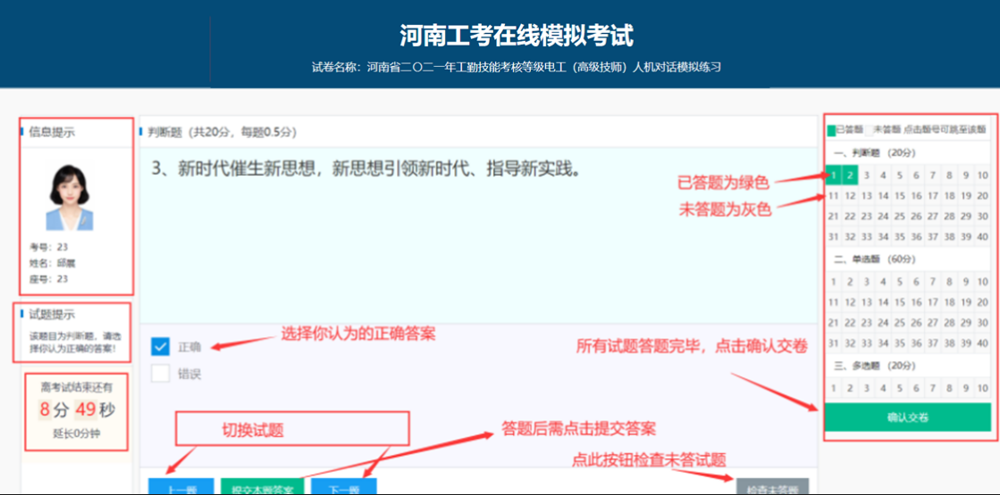 河南工考在线模拟考试
试卷名称：河南省二〇二一年工勤技能考核等级电工（高级技师）人机对话模拟练习
信息提示
考号：23
姓名：邱晨
座号：23
试题提示
该题目为判断题，请选
择你认为的正确答案！
离考试结束还有
8分 49秒
延长0分钟
判断题（共20分，每题0.5分）
3、新时代催生新思想，新思想引领新时代、指导新实践。
已答题为绿色
未答题为灰色
正确
选择你认为的正确答案
错误
所有试题答题完毕，点击确认交卷
切换试题
答题后需点击提交答案
点此按钮检查未答试题
上一题
提交本题答案
下一题
检查未答题
已答题 未答题 点击题号可跳至该题
一、判断题 （20分）
1 2 3 4 5 6 7 8 9 10
11 12 13 14 15 16 17 18 19 20
21 22 23 24 25 26 27 28 29 30
31 32 33 34 35 36 37 38 39 40
二、单选题 （60分）
1 2 3 4 5 6 7 8 9 10
11 12 13 14 15 16 17 18 19 20
21 22 23 24 25 26 27 28 29 30
31 32 33 34 35 36 37 38 39 40
三、多选题 （20分）
1 2 3 4 5 6 7 8 9 10
确认交卷